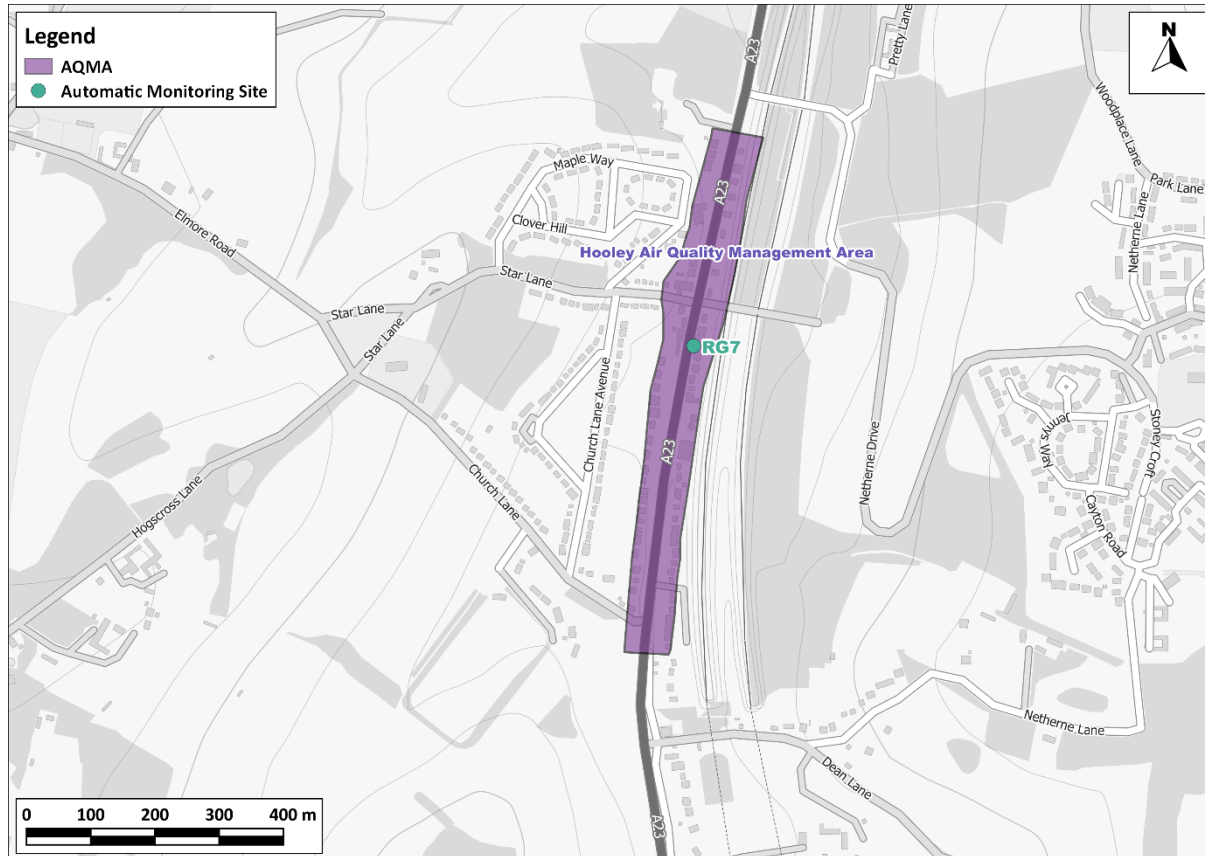 Legend
AQMA
Automatic Monitoring Site
N
A23
Pretty Lane
Woodplace Lane
Park Lane
Maple Way
Netherne Lane
A23
Elmore Road
Clover Hill
Hooley Air Quality Management Area
Star Lane
Star Lane
Star Lane
RG7
Church Lane Avenue
Jennys Way
Stoney Croft
A23
Netherne Drive
Church Lane
Hogscross Lane
Cayton Road
Netherne Lane
Dean Lane
A23
0 100 200 300 400 m